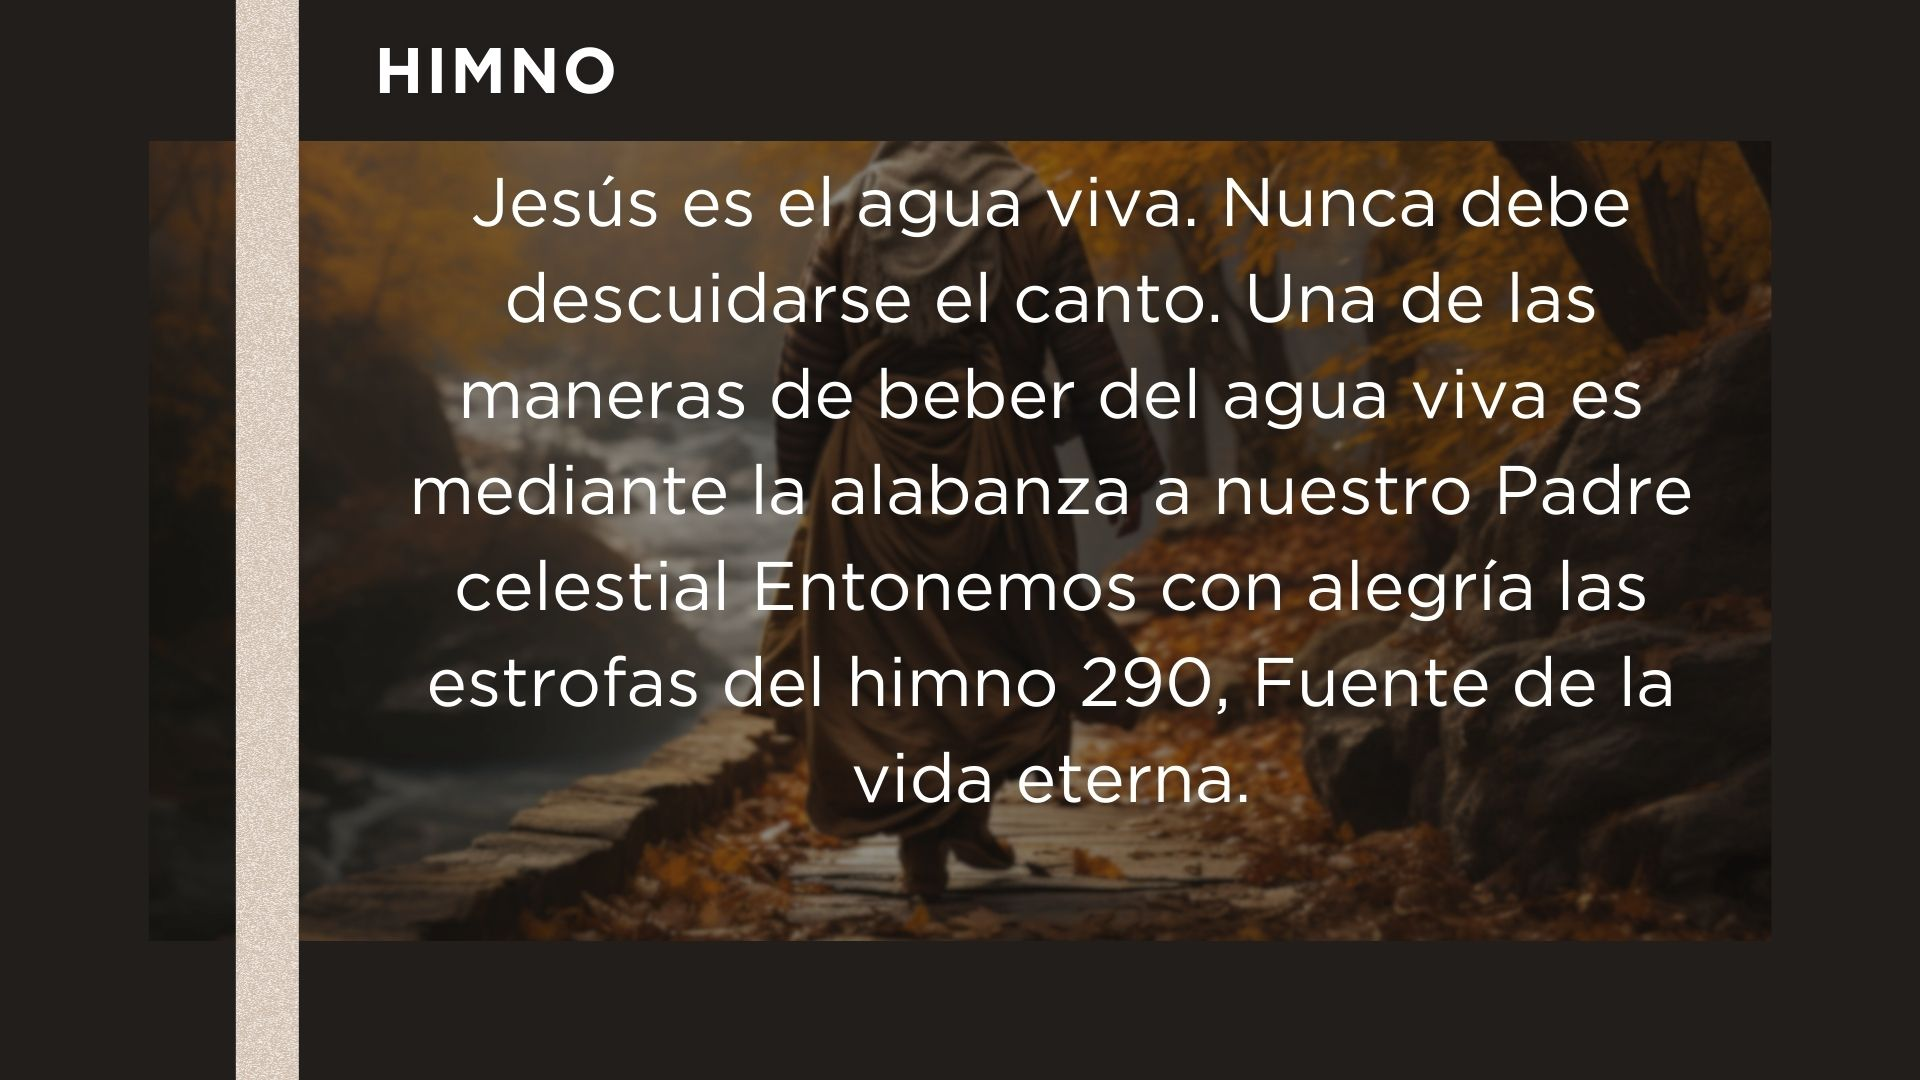 HIMNO
Jesús es el agua viva. Nunca debe
descuidarse el canto. Una de las
maneras de beber del agua viva es
mediante la alabanza a nuestro Padre
celestial Entonemos con alegría las
estrofas del himno 290, Fuente de la
vida eterna.